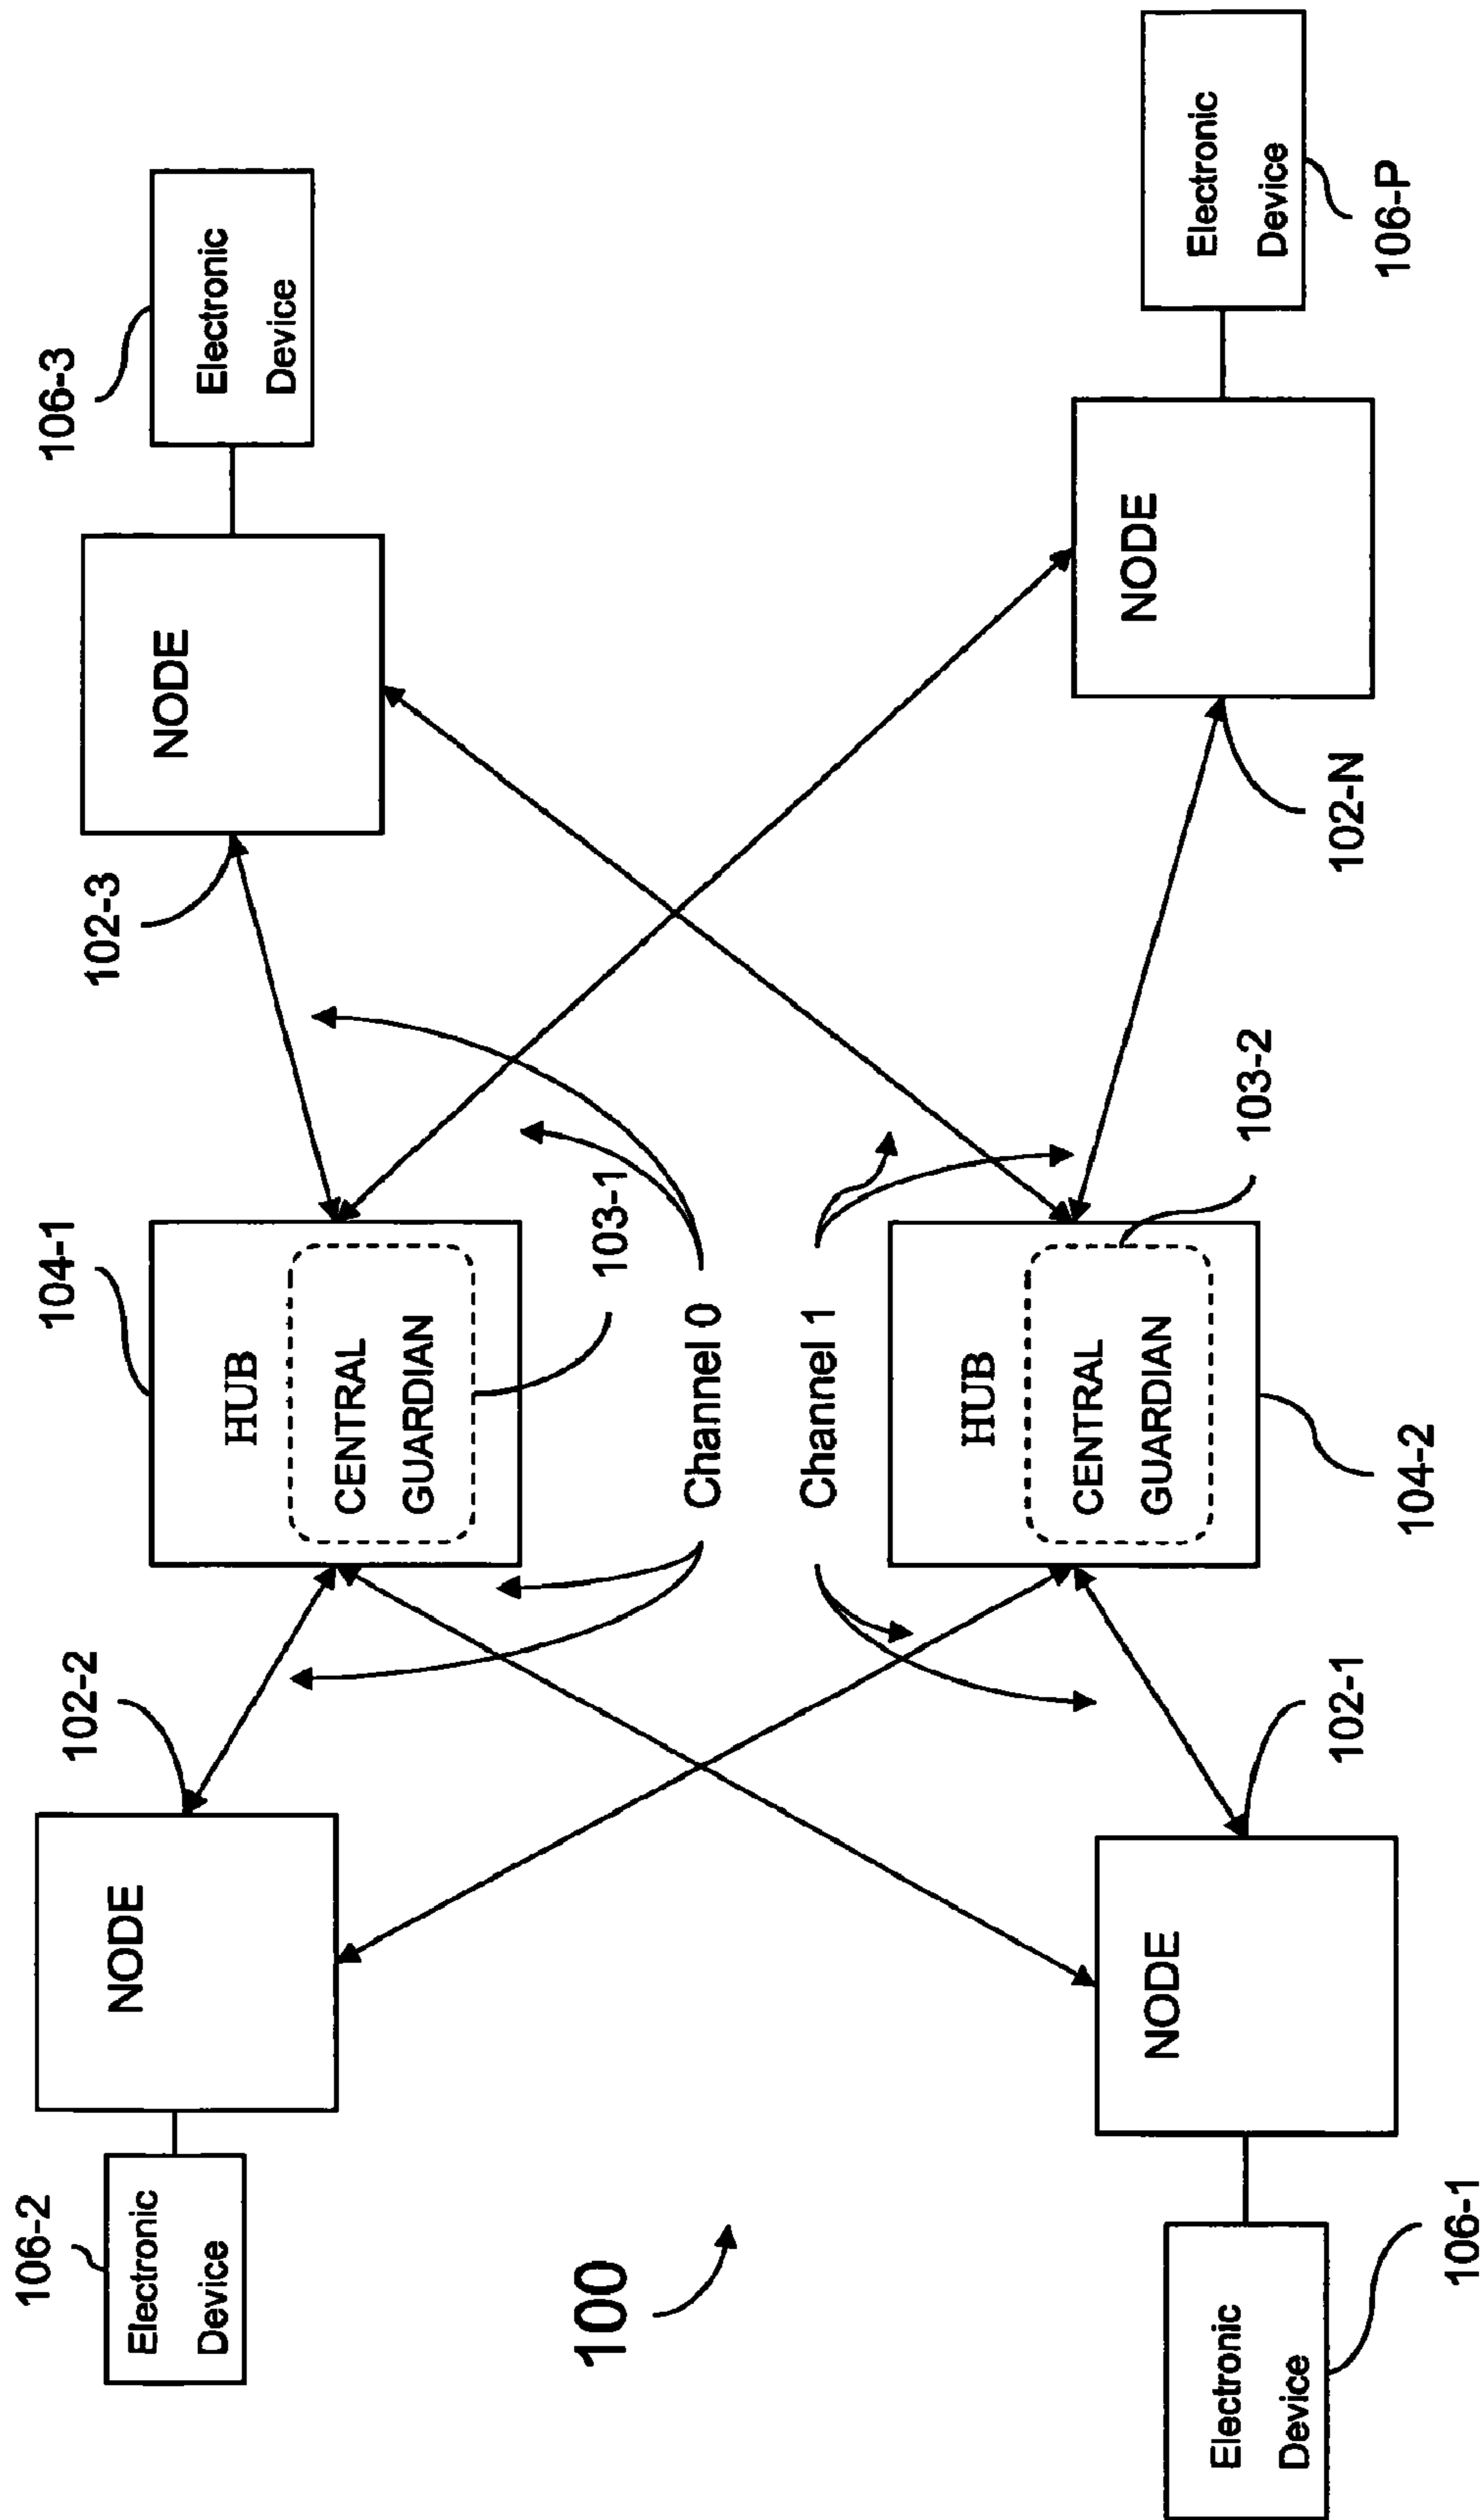 106-2
Electronic
Device
NODE
102-2
104-1
HUB
CENTRAL
GUARDIAN
103-1
102-3
NODE
106-3
Electronic
Device
100
Channel 0
Channel 1
106-1
Electronic
Device
NODE
102-1
104-2
HUB
CENTRAL
GUARDIAN
103-2
102-N
NODE
Electronic
Device
106-P